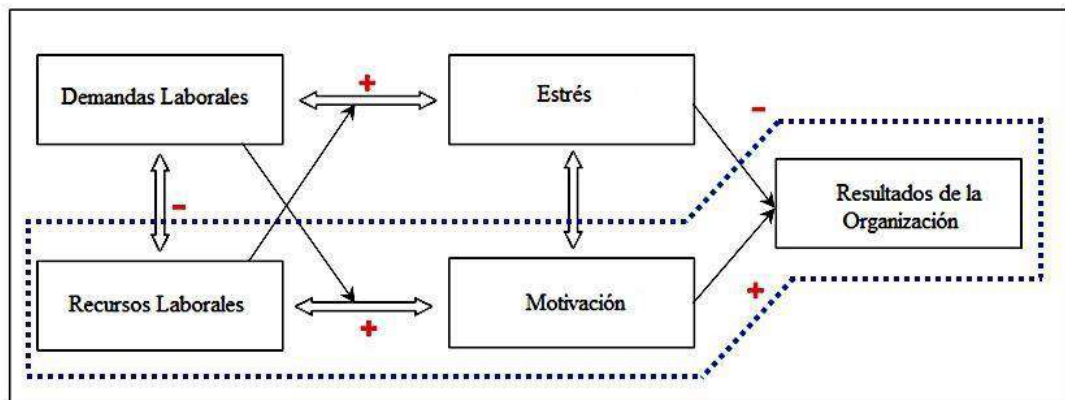 Demandas Laborales
+
Estrés
-
-
Resultados de la
Organización
Recursos Laborales
+
Motivación
+